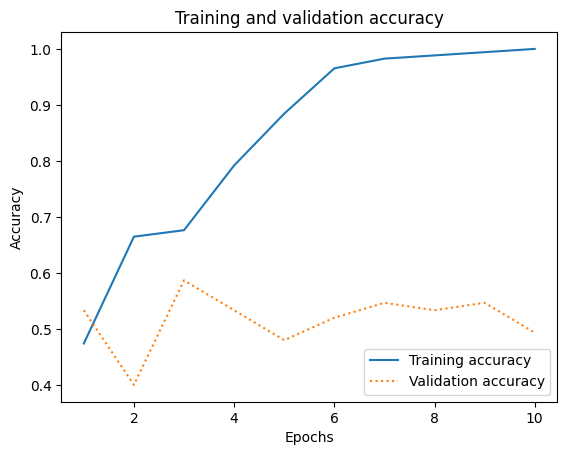 Training and validation accuracy
1.0
0.9
0.8
0.7
0.6
0.5
0.4
Accuracy
Training accuracy
Validation accuracy
2
4
6
8
10
Epochs